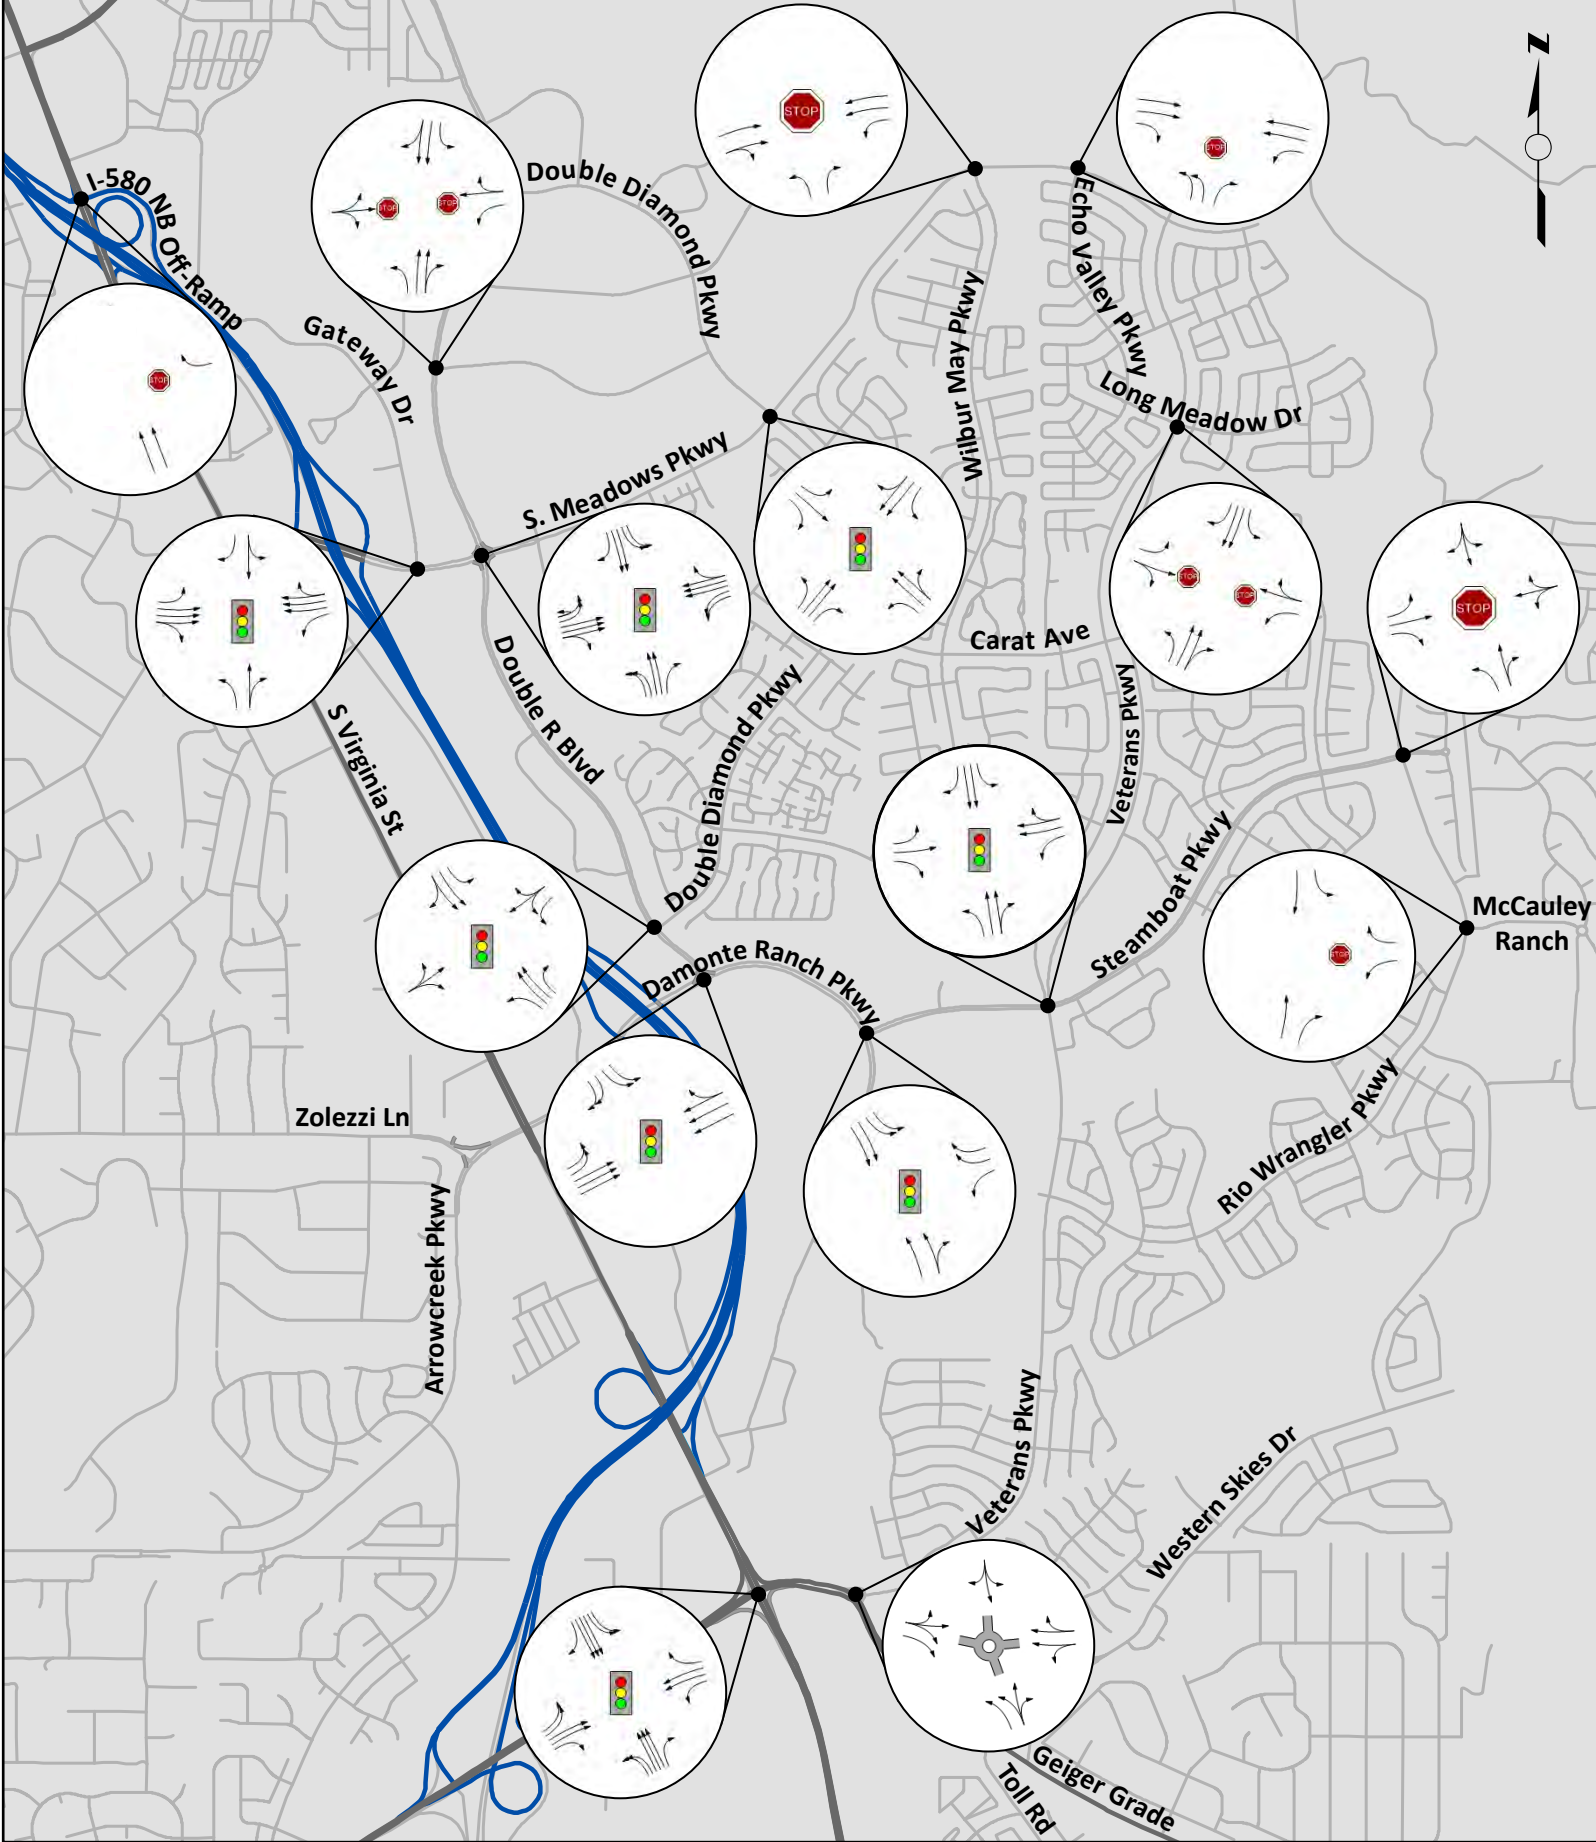 N
STOP
STOP
I-580 NB Off-Ramp
Double Diamond Pkwy
STOP
STOP
Echo Valley Pkwy
Gateway Dr
Wilbur May Pkwy
STOP
Long Meadow Dr
S. Meadows Pkwy
STOP
STOP
STOP
Carat Ave
Double R Blvd
Double Diamond Pkwy
Veterans Pkwy
S Virginia St
Steamboat Pkwy
McCauley
Ranch
STOP
Damonte Ranch Pkwy
Zolezzi Ln
Rio Wrangler Pkwy
Arrowcreek Pkwy
Veterans Pkwy
Western Skies Dr
Geiger Grade
Toll Rd